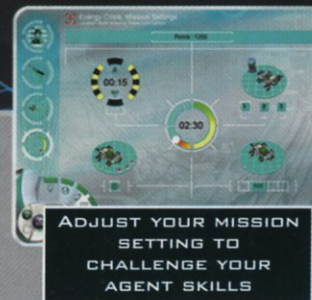 Energy Crisis: Mission Settings
Points : 1250
00:15
02:30
ADJUST YOUR MISSION
SETTING TO
CHALLENGE YOUR
AGENT SKILLS